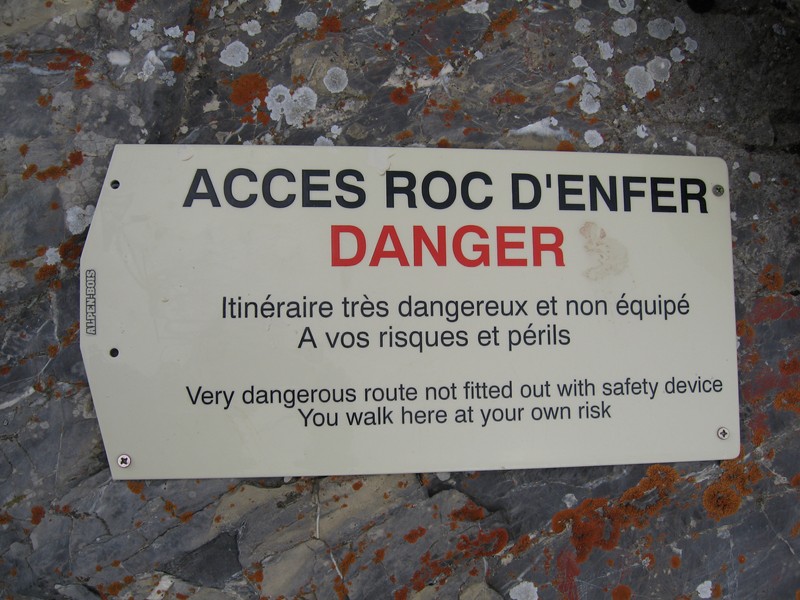 ACCES ROC D'ENFER
DANGER
Itinéraire très dangereux et non équipé
A vos risques et périls
Very dangerous route not fitted out with safety device
You walk here at your own risk
ALPEN-BOIS